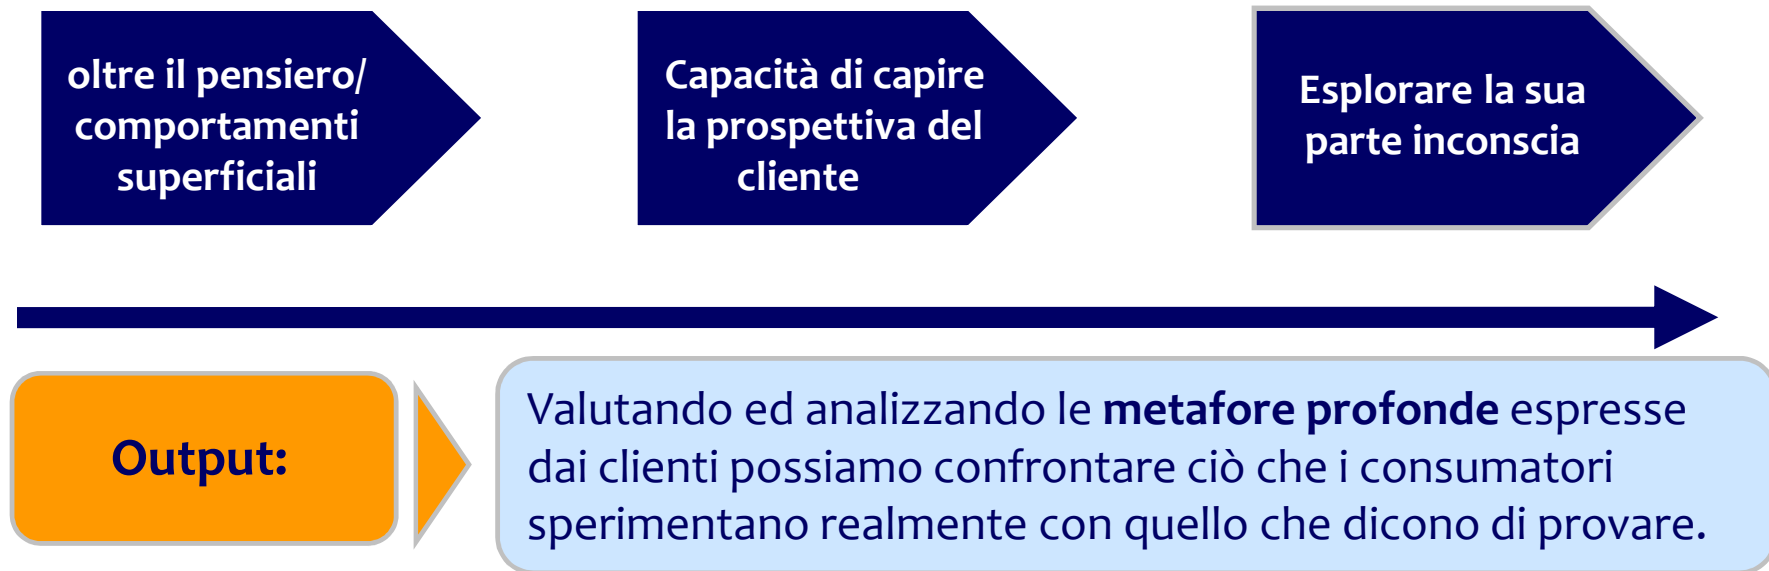 oltre il pensiero/
comportamenti
superficiali
Capacità di capire
la prospettiva del
cliente
Esplorare la sua
parte inconscia
Output:
Valutando ed analizzando le metafore profonde espresse
dai clienti possiamo confrontare ciò che i consumatori
sperimentano realmente con quello che dicono di provare.